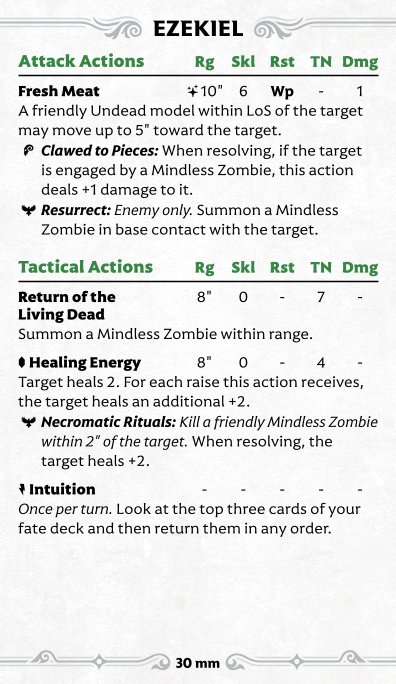 EZEKIEL
Attack Actions Rg Skl Rst TN Dmg
Fresh Meat 10" 6 Wp - 1
A friendly Undead model within LoS of the target
may move up to 5" toward the target.
Clawed to Pieces: When resolving, if the target
is engaged by a Mindless Zombie, this action
deals +1 damage to it.
Resurrect: Enemy only. Summon a Mindless
Zombie in base contact with the target.
Tactical Actions Rg Skl Rst TN Dmg
Return of the 8" 0 - 7 -
Living Dead
Summon a Mindless Zombie within range.
Healing Energy 8" 0 - 4 -
Target heals 2. For each raise this action receives,
the target heals an additional +2.
Necromatic Rituals: Kill a friendly Mindless Zombie
within 2" of the target. When resolving, the
target heals +2.
Intuition - - - - -
Once per turn. Look at the top three cards of your
fate deck and then return them in any order.
30 mm